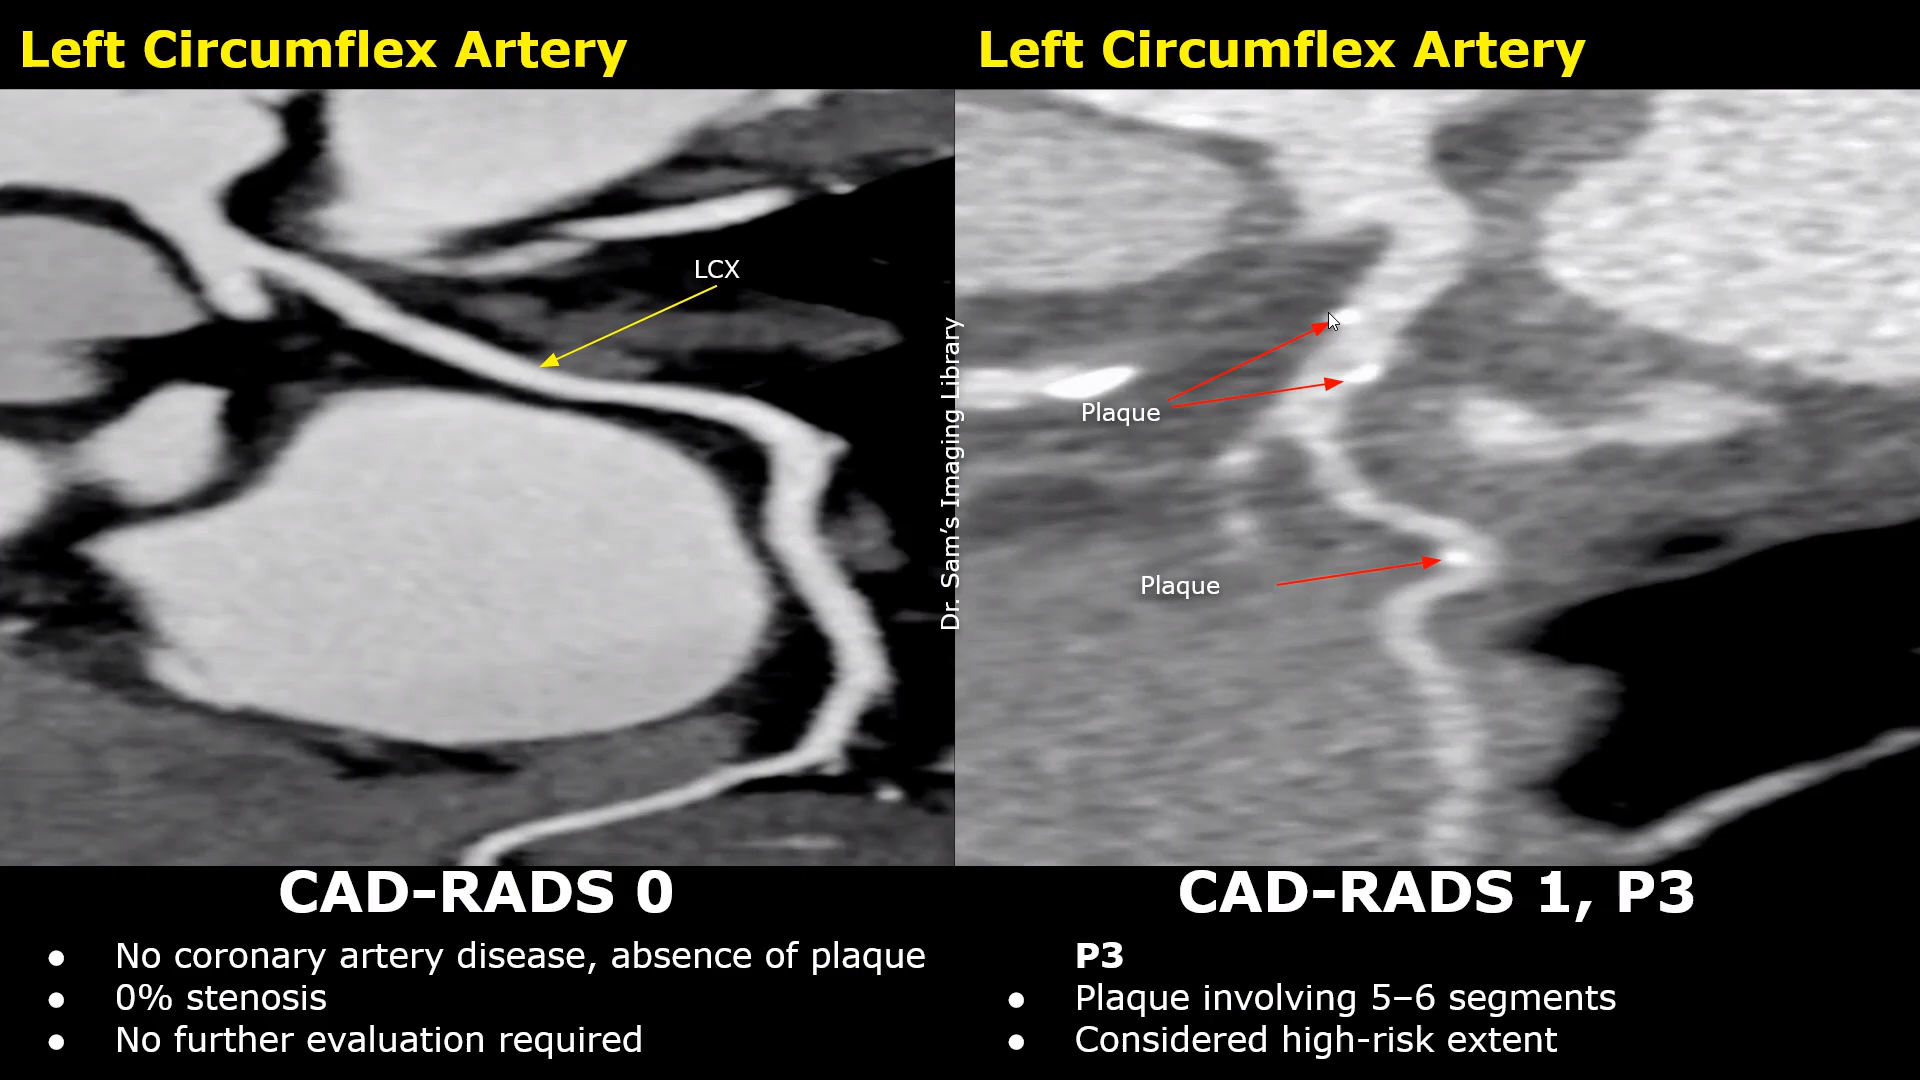 Left Circumflex Artery
LCX
CAD-RADS 0
● No coronary artery disease, absence of plaque
● 0% stenosis
● No further evaluation required
Dr. Sam’s Imaging Library
Left Circumflex Artery
Plaque
Plaque
CAD-RADS 1, P3
P3
● Plaque involving 5–6 segments
● Considered high-risk extent